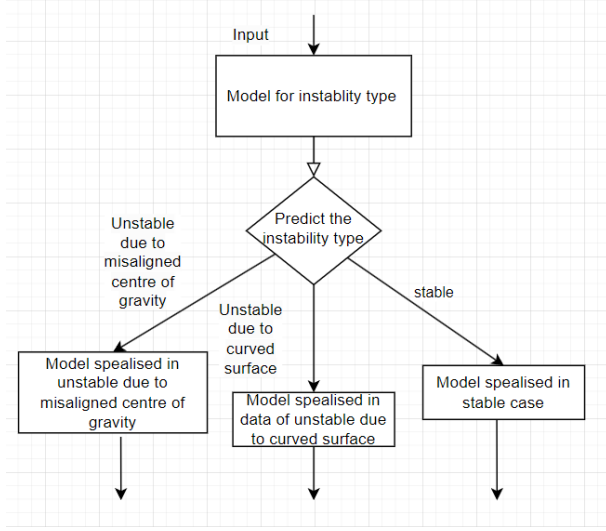 Input
Model for instablity type
Predict the
instability type
Unstable
due to
misaligned
centre of
gravity
Unstable
due to
curved
surface
stable
Model spealised in
unstable due to
misaligned centre of
gravity
Model spealised in
data of unstable due
to curved surface
Model spealised in
stable case